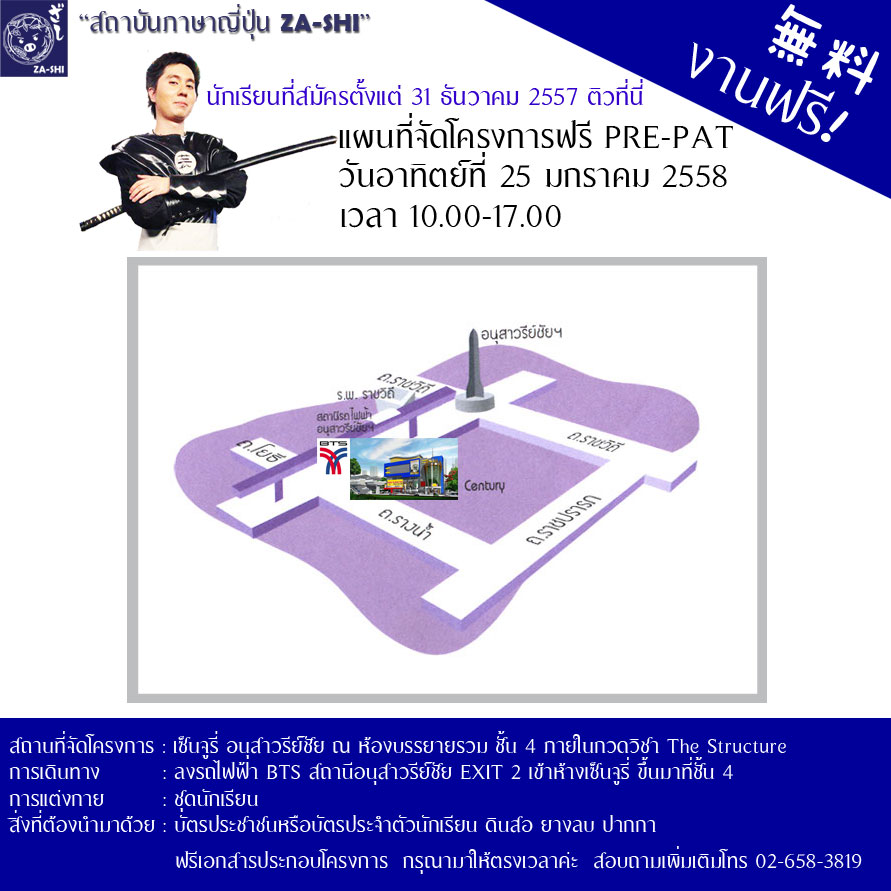 ざし
ZA-SHI
“สถาบันภาษาญี่ปุ่น ZA-SHI”
無料
งานฟรี!
นักเรียนที่สมัครตั้งแต่ 31 ธันวาคม 2557 ติวที่นี่
แผนที่จัดโครงการฟรี PRE-PAT
วันอาทิตย์ที่ 25 มกราคม 2558
เวลา 10.00-17.00
อนุสาวรีย์ชัยฯ
ถ.ราชวิถี
ร.พ. ราชวิถี
สถานีรถไฟฟ้า
อนุสาวรีย์ชัยฯ
ถ.โยธี
BTS
Century
ถ.ราชวิถี
ถ.รางน้ำ
ถ.ราชปรารภ
สถานที่จัดโครงการ : เซ็นจูรี่ อนุสาวรีย์ชัย ณ ห้องบรรยายรวม ชั้น 4 ภายในกวดวิชา The Structure
การเดินทาง : ลงรถไฟฟ้า BTS สถานีอนุสาวรีย์ชัย EXIT 2 เข้าห้างเซ็นจูรี่ ขึ้นมาที่ชั้น 4
การแต่งกาย : ชุดนักเรียน
สิ่งที่ต้องนำมาด้วย : บัตรประชาชนหรือบัตรประจำตัวนักเรียน ดินสอ ยางลบ ปากกา
ฟรีเอกสารประกอบโครงการ กรุณามาให้ตรงเวลาค่ะ สอบถามเพิ่มเติมโทร 02-658-3819